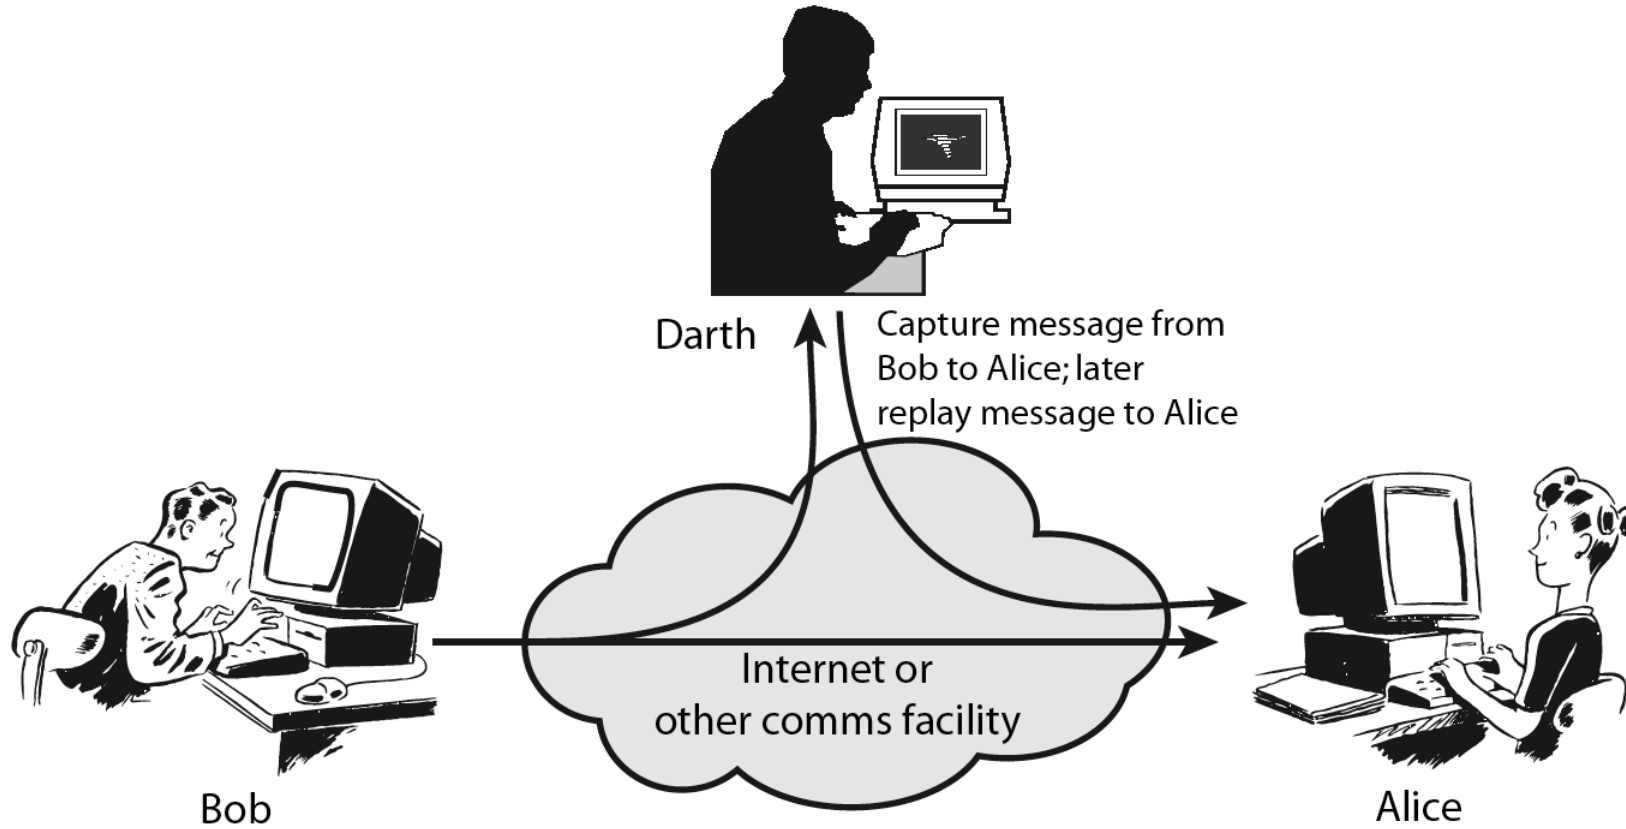 Darth
Capture message from
Bob to Alice; later
replay message to Alice
Internet or
other comms facility
Bob
Alice